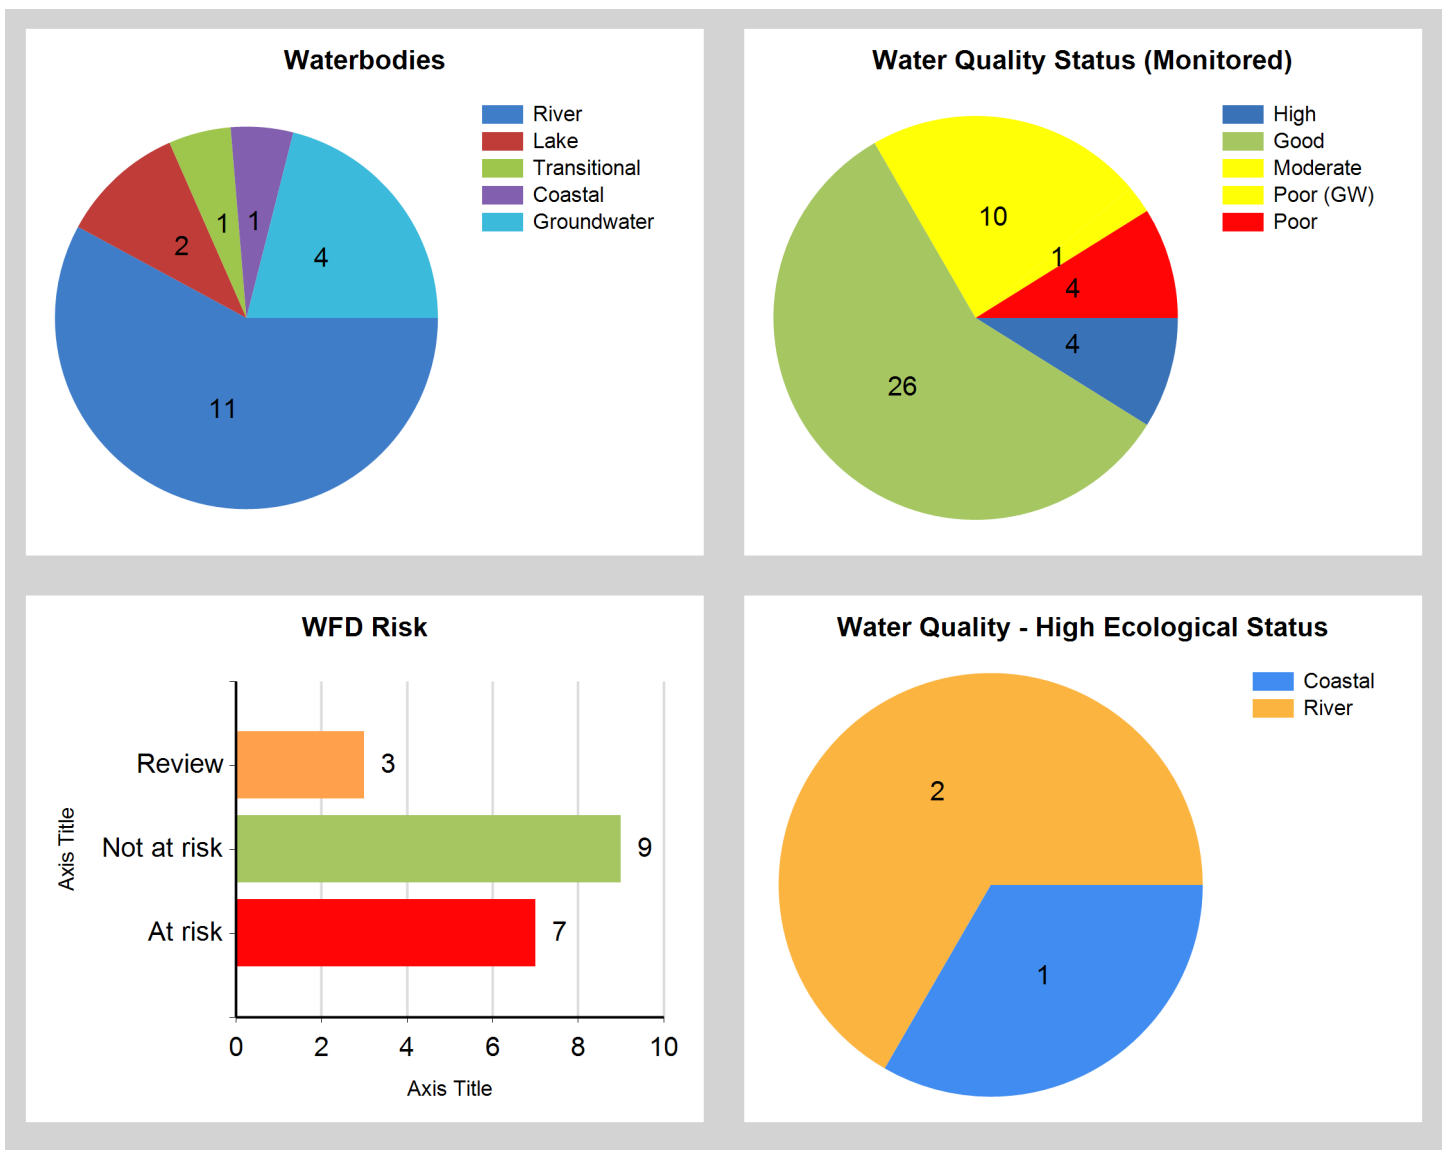 Waterbodies
River
Lake
Transitional
Coastal
Groundwater
1
1
2
4
11
Water Quality Status (Monitored)
High
Good
Moderate
Poor (GW)
Poor
10
1
4
4
26
WFD Risk
Review
3
Not at risk
9
At risk
7
Axis Title
0 2 4 6 8 10
Axis Title
Water Quality - High Ecological Status
Coastal
River
2
1